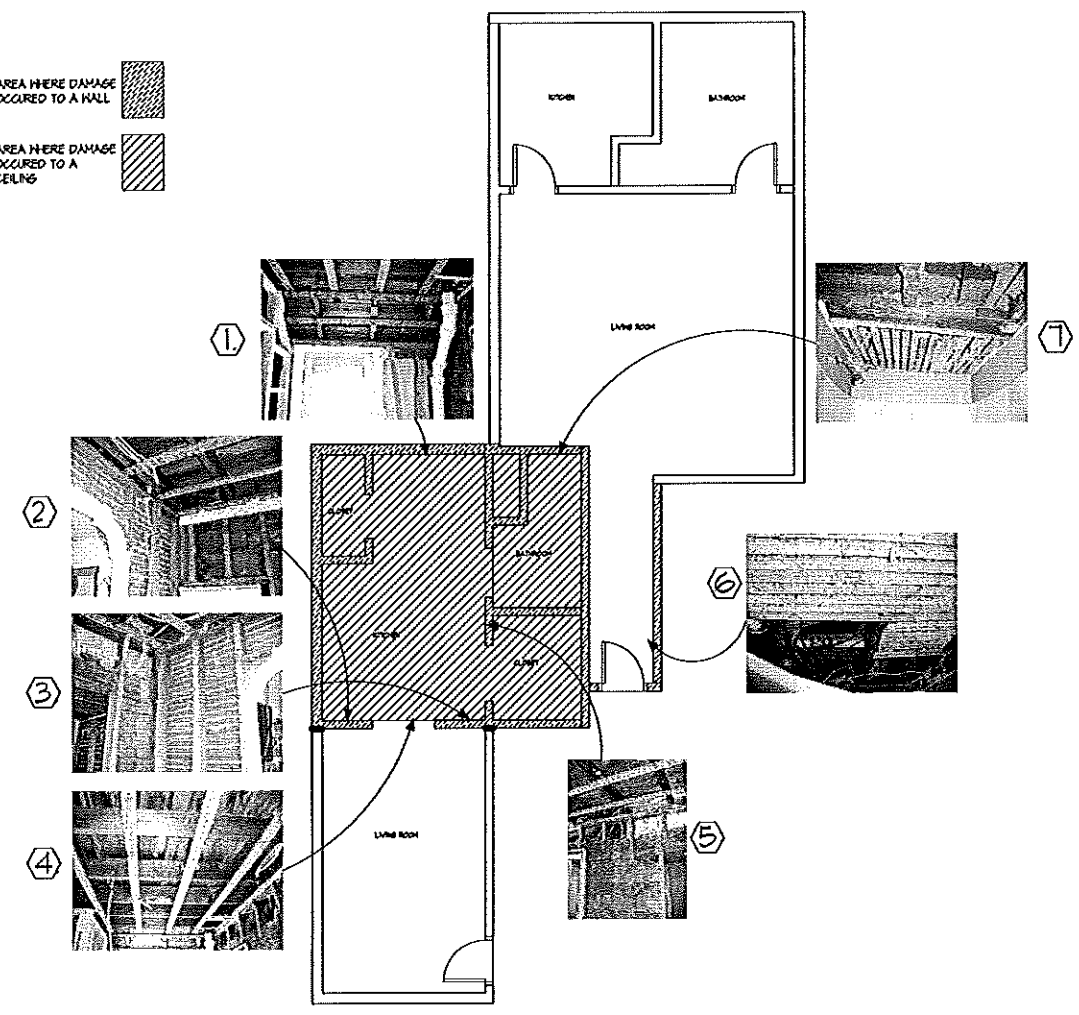 AREA WHERE DAMAGE
OCCURED TO A WALL
AREA WHERE DAMAGE
OCCURED TO A
CEILING
KITCHEN
BATHROOM
LIVING ROOM
1.
7
2
CLOSET
BATHROOM
6
KITCHEN
CLOSET
3
LIVING ROOM
5
4